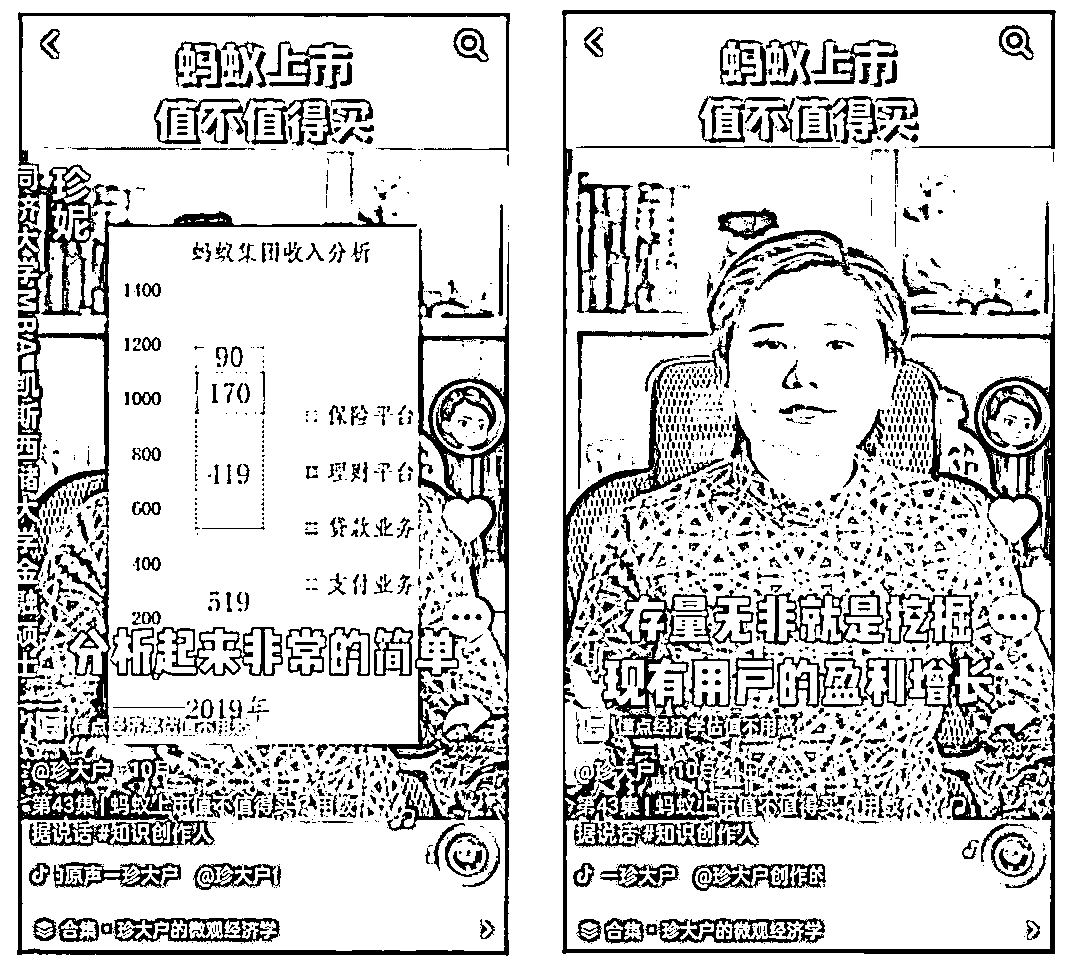 蚂蚁上市
值不值得买
珍妮
同济大学MBA 凯斯西储大学金融硕士
蚂蚁集团收入分析
1400
1200
1000
800
600
400
200
90
170
419
519
保险平台
理财平台
贷款业务
支付业务
分析起来非常的简单
2019年
懂点经济学估值不用愁
@珍大户 10月
第43集 | 蚂蚁上市值不值得买？用数
据说话 #知识创作人
原声一珍大户 @珍大户
合集 珍大户的微观经济学
蚂蚁上市
值不值得买
存量无非就是挖掘
现有用户的盈利增长
懂点经济学估值不用愁
@珍大户 10月
第43集 | 蚂蚁上市值不值得买？用数
据说话 #知识创作人
一珍大户 @珍大户创作的
合集 珍大户的微观经济学